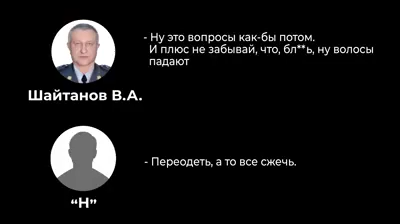 - Ну это вопросы как-бы потом.
И плюс не забывай, что, бл**ь, ну волосы
падают
Шайтанов В.А.
- Переодеть, а то все сжечь.
“Н”